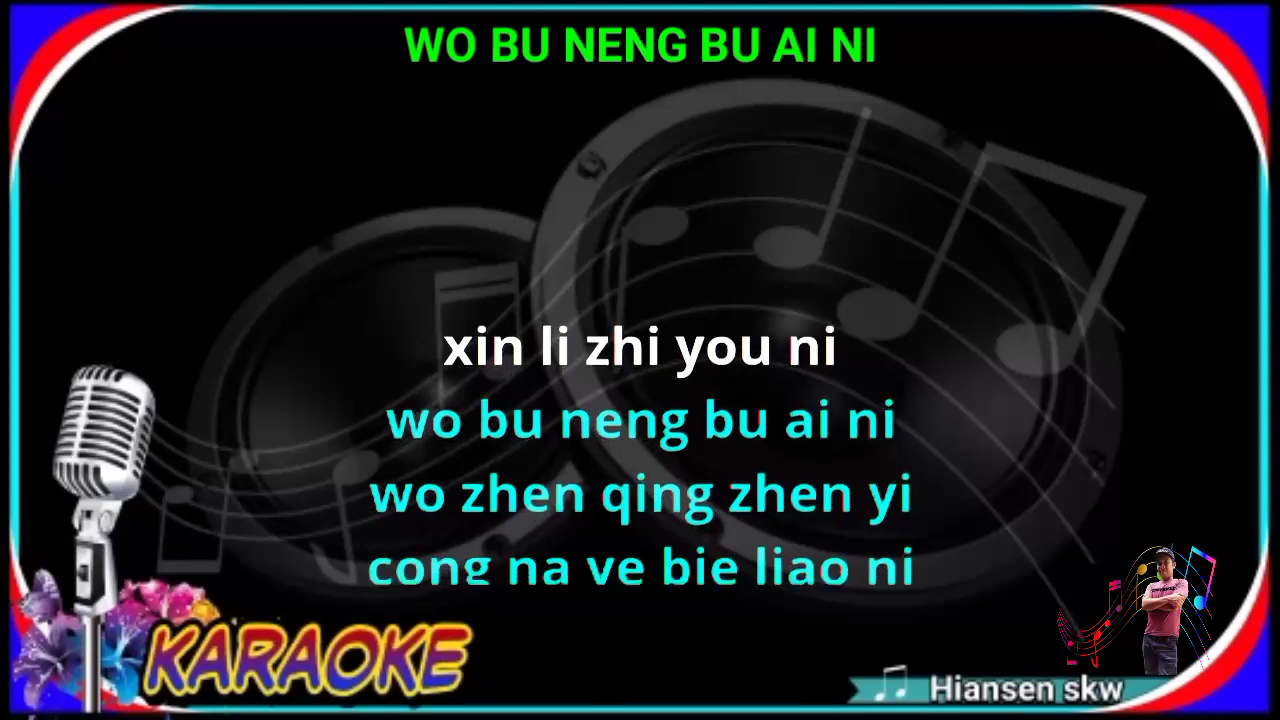 WO BU NENG BU AI NI
xin li zhi you ni
wo bu neng bu ai ni
wo zhen qing zhen yi
cong na ye bie liao ni
KARAOKE
Hiansen skw